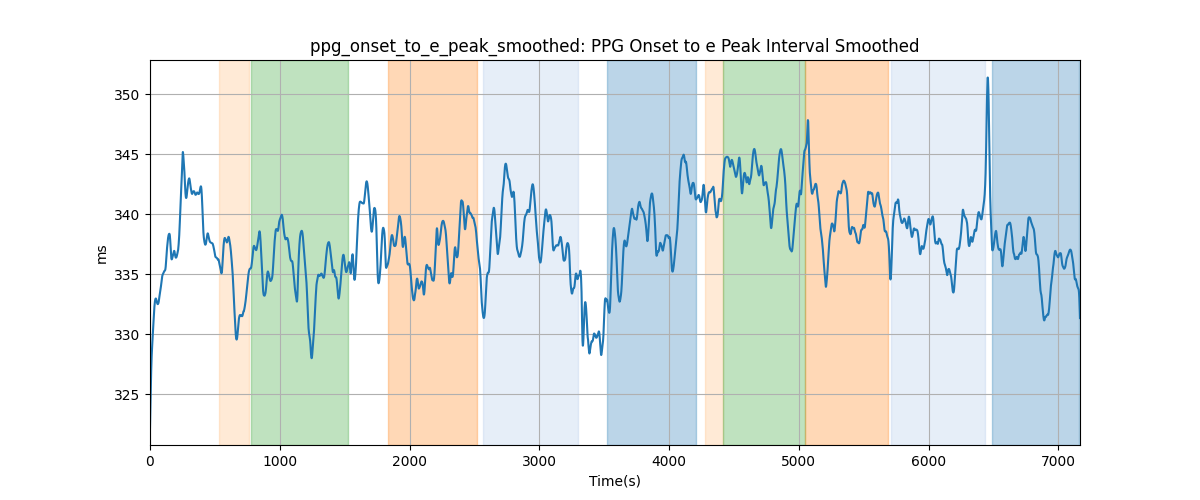 ppg_onset_to_e_peak_smoothed: PPG Onset to e Peak Interval Smoothed
350
345
340
335
330
325
ms
0 1000 2000 3000 4000 5000 6000 7000
Time(s)